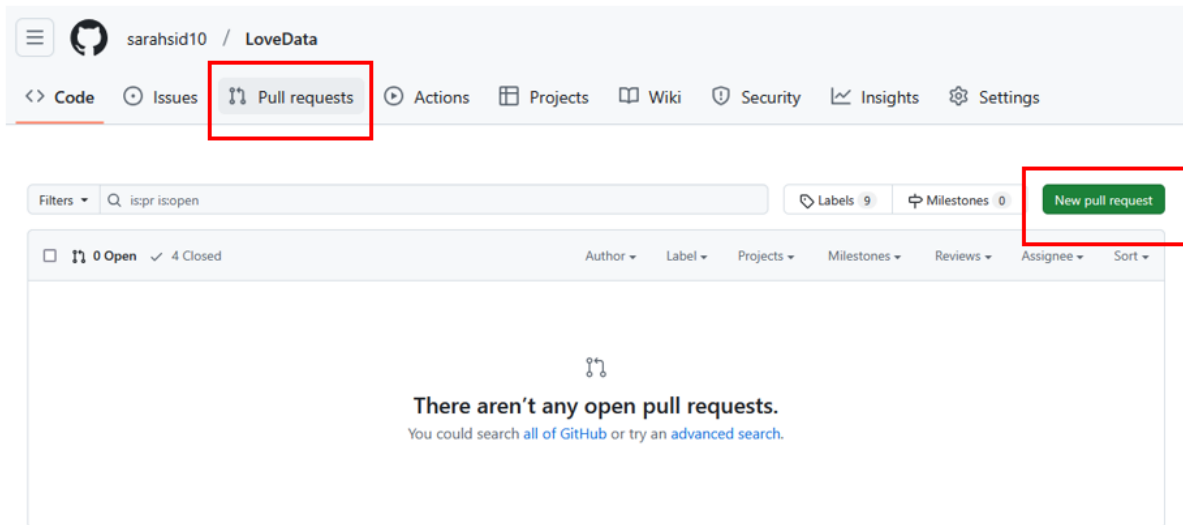 sarahsid10 / LoveData
Code Issues Pull requests Actions Projects Wiki Security Insights Settings
Filters is:pr is:open Labels 9 Milestones 0 New pull request
0 Open 4 Closed Author Label Projects Milestones Reviews Assignee Sort
There aren’t any open pull requests.
You could search all of GitHub or try an advanced search.